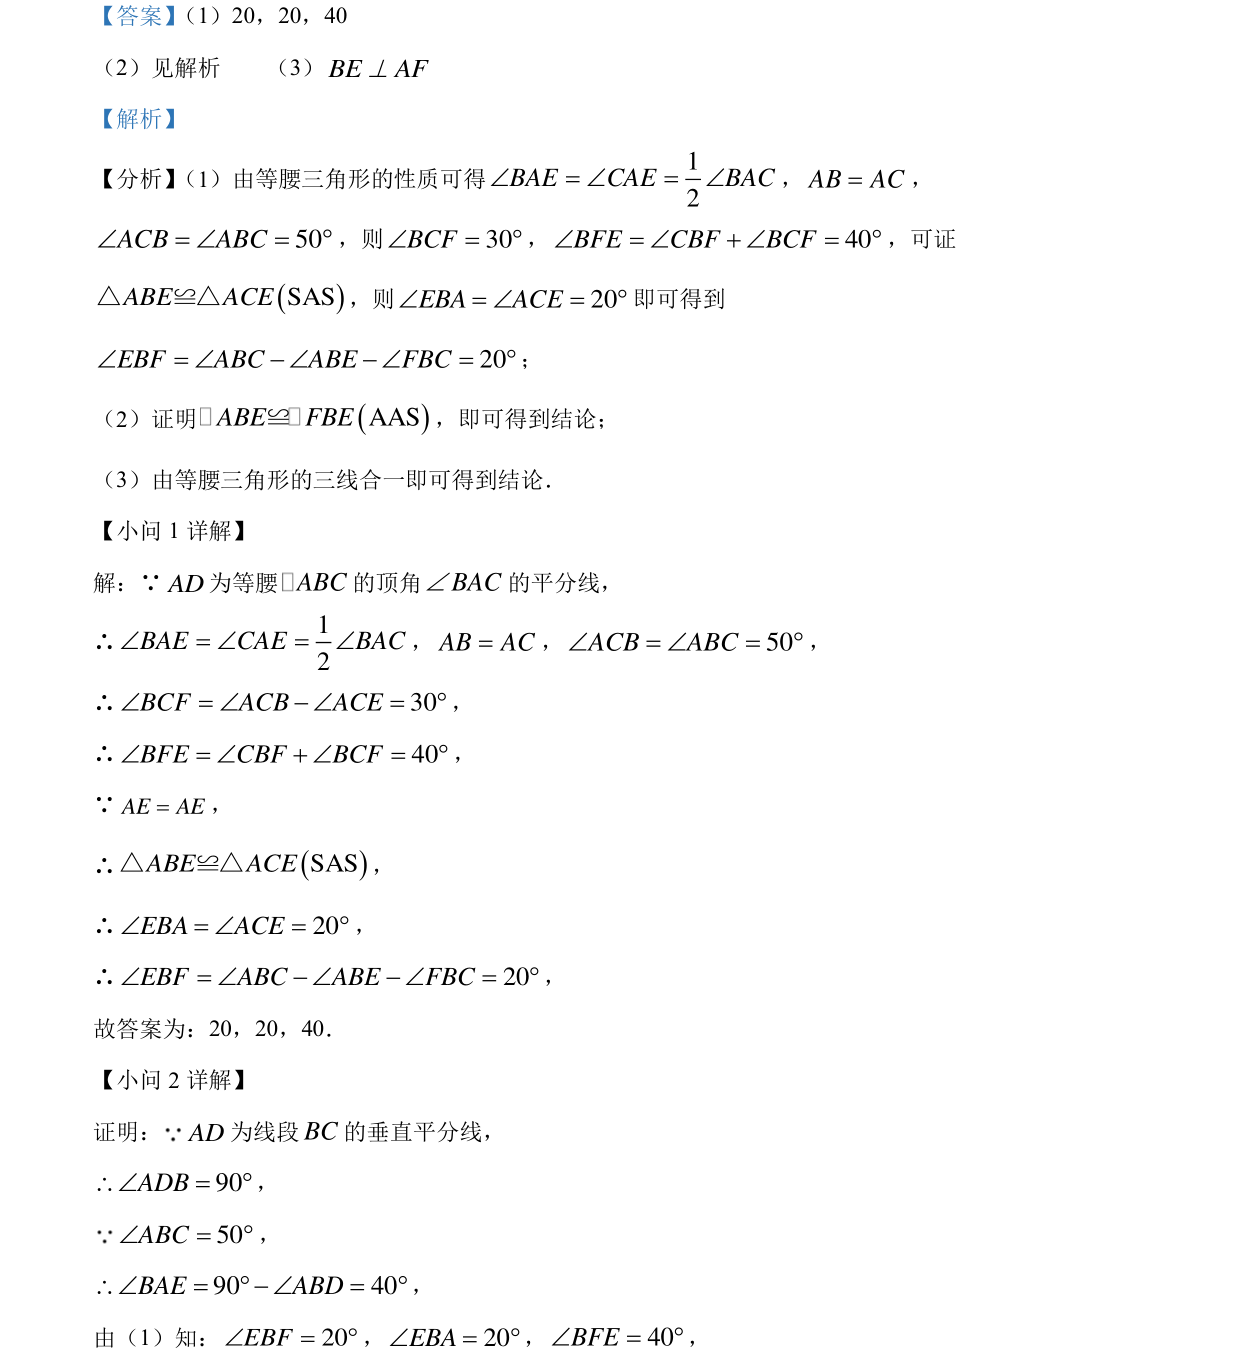 【答案】（1）20，20，40
（2）见解析 （3）BE⊥AF
【解析】
【分析】（1）由等腰三角形的性质可得∠BAE=∠CAE=1/2∠BAC，AB=AC，
∠ACB=∠ABC=50°，则∠BCF=30°，∠BFE=∠CBF+∠BCF=40°，可证
△ABE≌△ACE(SAS)，则∠EBA=∠ACE=20°即可得到
∠EBF=∠ABC−∠ABE−∠FBC=20°；
（2）证明□ABE≌□FBE(AAS)，即可得到结论；
（3）由等腰三角形的三线合一即可得到结论．
【小问1详解】
解：∵AD为等腰□ABC的顶角∠BAC的平分线，
∴∠BAE=∠CAE=1/2∠BAC，AB=AC，∠ACB=∠ABC=50°，
∴∠BCF=∠ACB−∠ACE=30°，
∴∠BFE=∠CBF+∠BCF=40°，
∵AE=AE，
∴△ABE≌△ACE(SAS)，
∴∠EBA=∠ACE=20°，
∴∠EBF=∠ABC−∠ABE−∠FBC=20°，
故答案为：20，20，40．
【小问2详解】
证明：∵AD为线段BC的垂直平分线，
∴∠ADB=90°，
∵∠ABC=50°，
∴∠BAE=90°−∠ABD=40°，
由（1）知：∠EBF=20°，∠EBA=20°，∠BFE=40°，